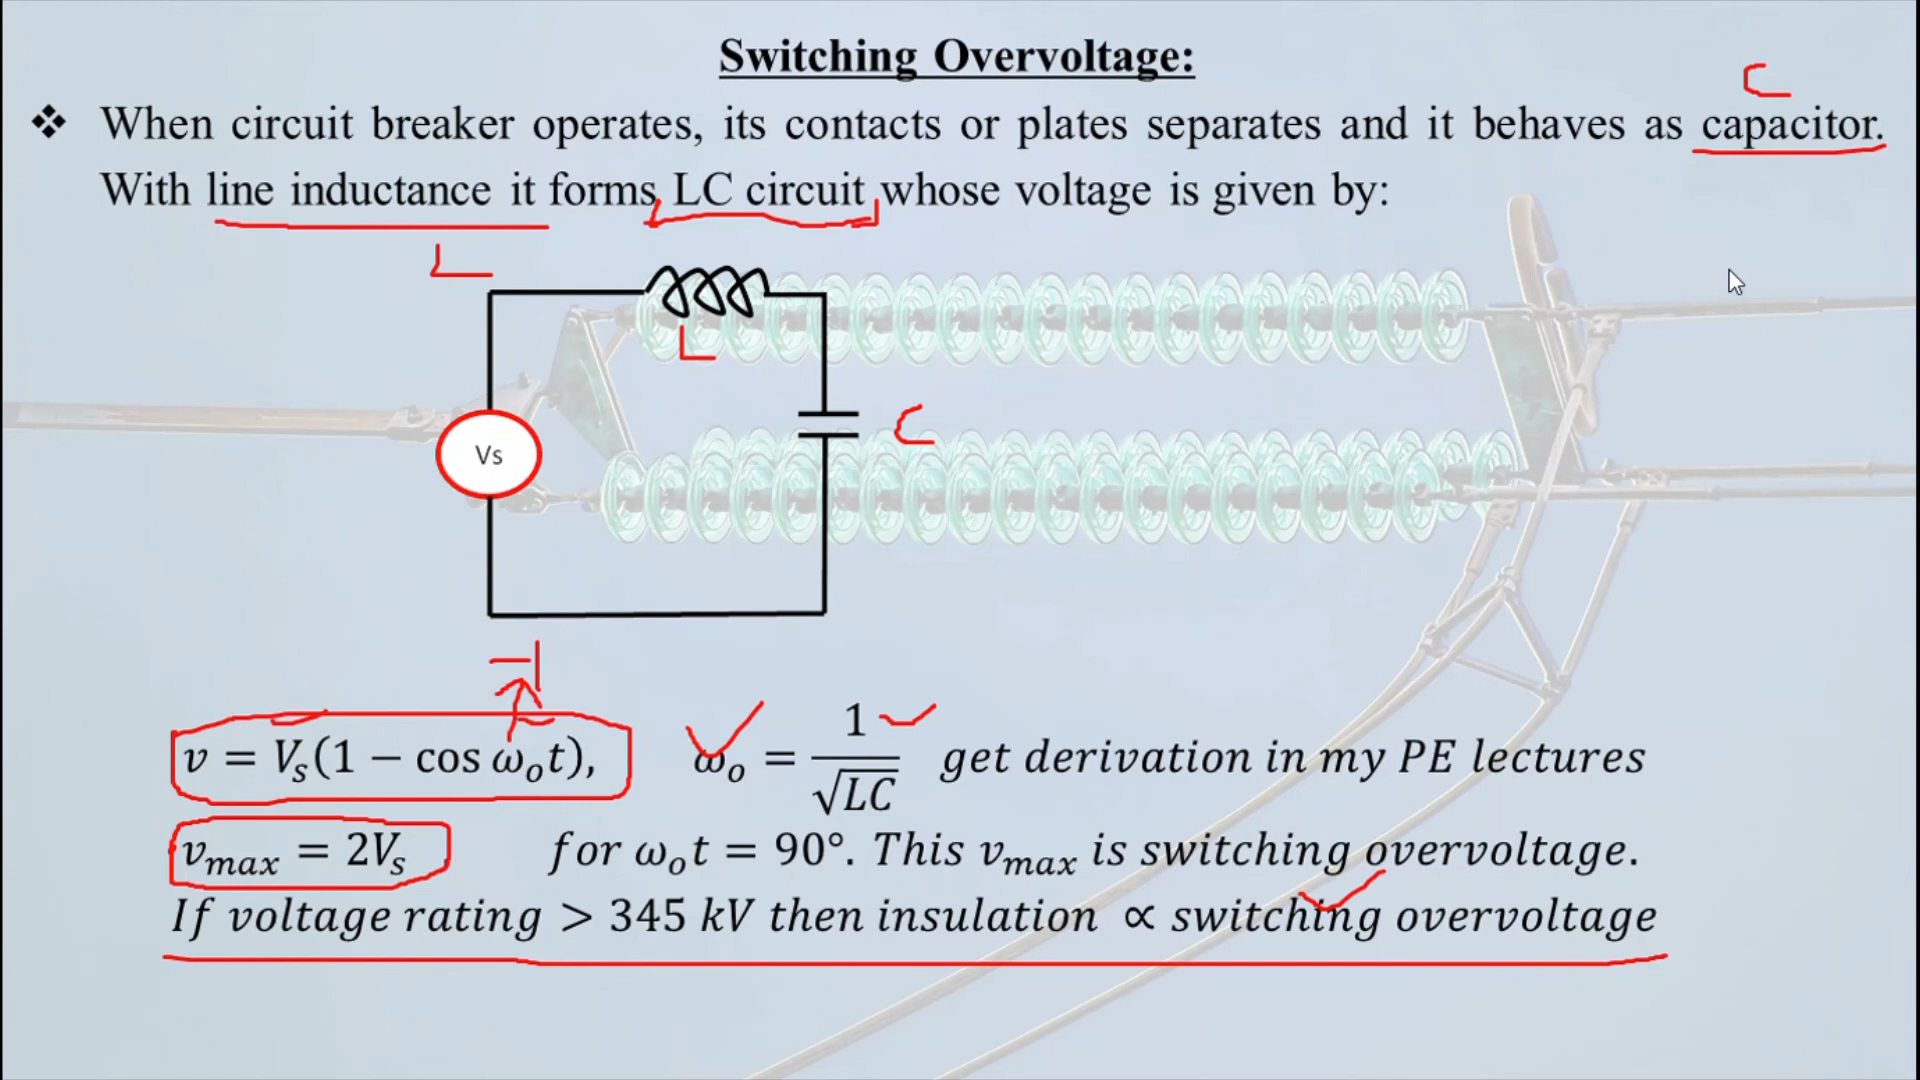 Switching Overvoltage:
C
❖ When circuit breaker operates, its contacts or plates separates and it behaves as capacitor.
With line inductance it forms LC circuit whose voltage is given by:
L
L
C
Vs
-1
v = Vₛ(1 − cos ωₒt), ωₒ = 1/√LC get derivation in my PE lectures
vₘₐₓ = 2Vₛ for ωₒt = 90°. This vₘₐₓ is switching overvoltage.
If voltage rating > 345 kV then insulation ∝ switching overvoltage